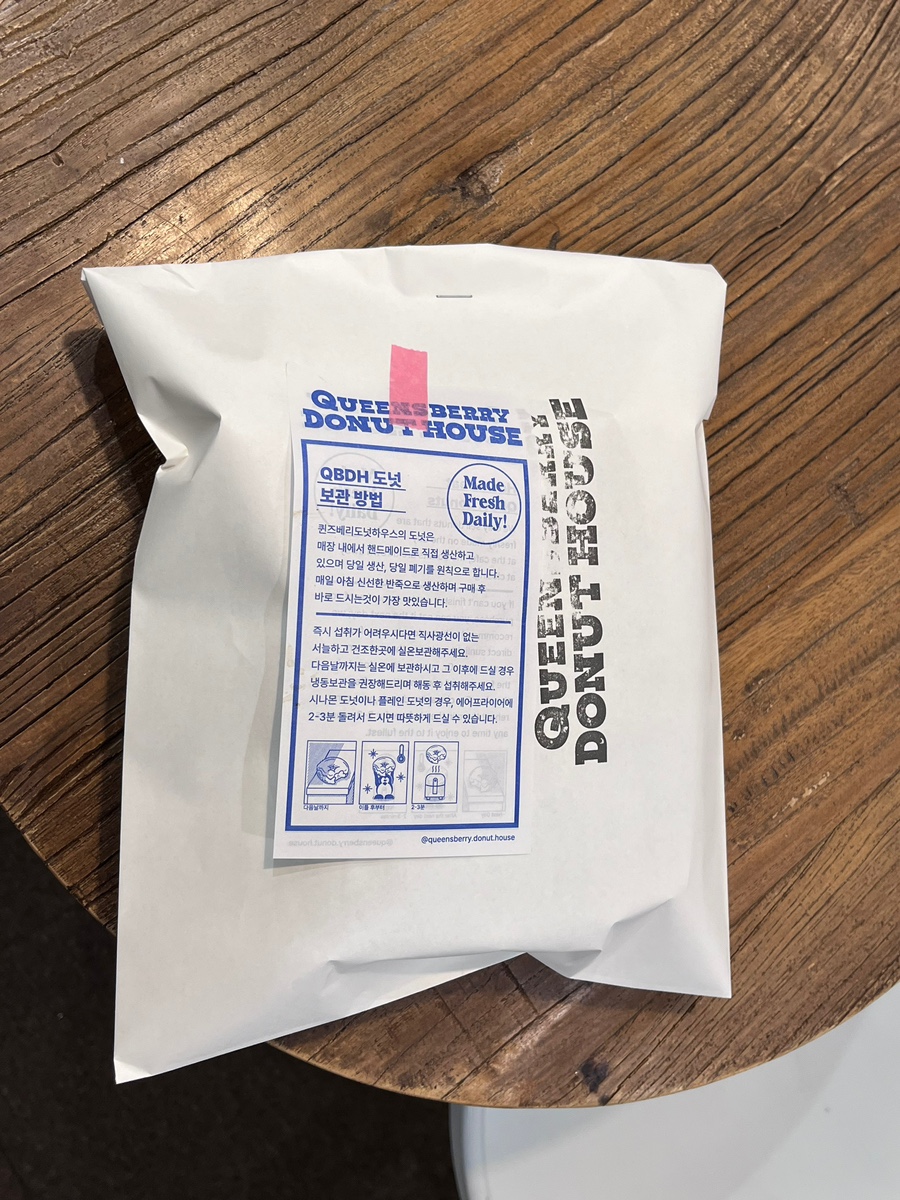 QUEENSBERRY
DONUT HOUSE
QBDH 도넛
보관 방법
Made
Fresh
Daily!
퀸즈베리도넛하우스의 도넛은
매장 내에서 핸드메이드로 직접 생산하고
있으며 당일 생산, 당일 폐기를 원칙으로 합니다.
매일 아침 신선한 반죽으로 생산하며 구매 후
바로 드시는것이 가장 맛있습니다.
즉시 섭취가 어려우시다면 직사광선이 없는
서늘하고 건조한곳에 실온보관해주세요.
다음날까지는 실온에 보관하시고 그 이후에 드실 경우
냉동보관을 권장해드리며 해동 후 섭취해주세요.
시나몬 도넛이나 플레인 도넛의 경우, 에어프라이어에
2-3분 돌려서 드시면 따뜻하게 드실 수 있습니다.
다음날까지
이틀 후부터
2-3분
@queensberry.donut.house
QUEENSBERRY
DONUT HOUSE